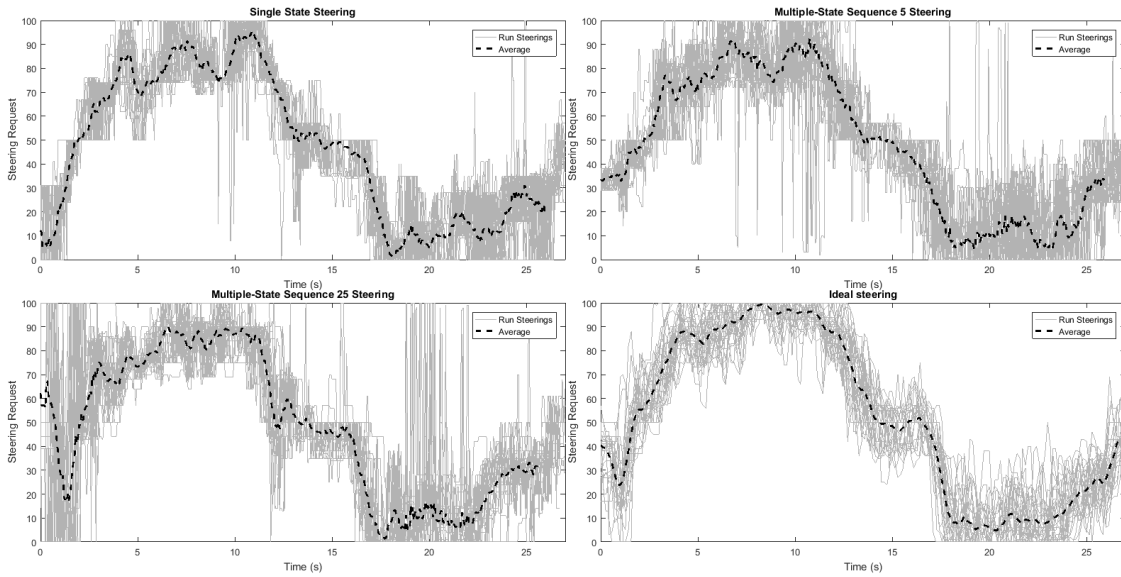 Single State Steering
100
90
80
70
60
50
40
30
20
10
0
Steering Request
0 5 10 15 20 25
Time (s)
Run Steerings
Average
Multiple-State Sequence 5 Steering
100
90
80
70
60
50
40
30
20
10
0
Steering Request
0 5 10 15 20 25
Time (s)
Run Steerings
Average
Multiple-State Sequence 25 Steering
100
90
80
70
60
50
40
30
20
10
0
Steering Request
0 5 10 15 20 25
Time (s)
Run Steerings
Average
Ideal steering
100
90
80
70
60
50
40
30
20
10
0
Steering Request
0 5 10 15 20 25
Time (s)
Run Steerings
Average